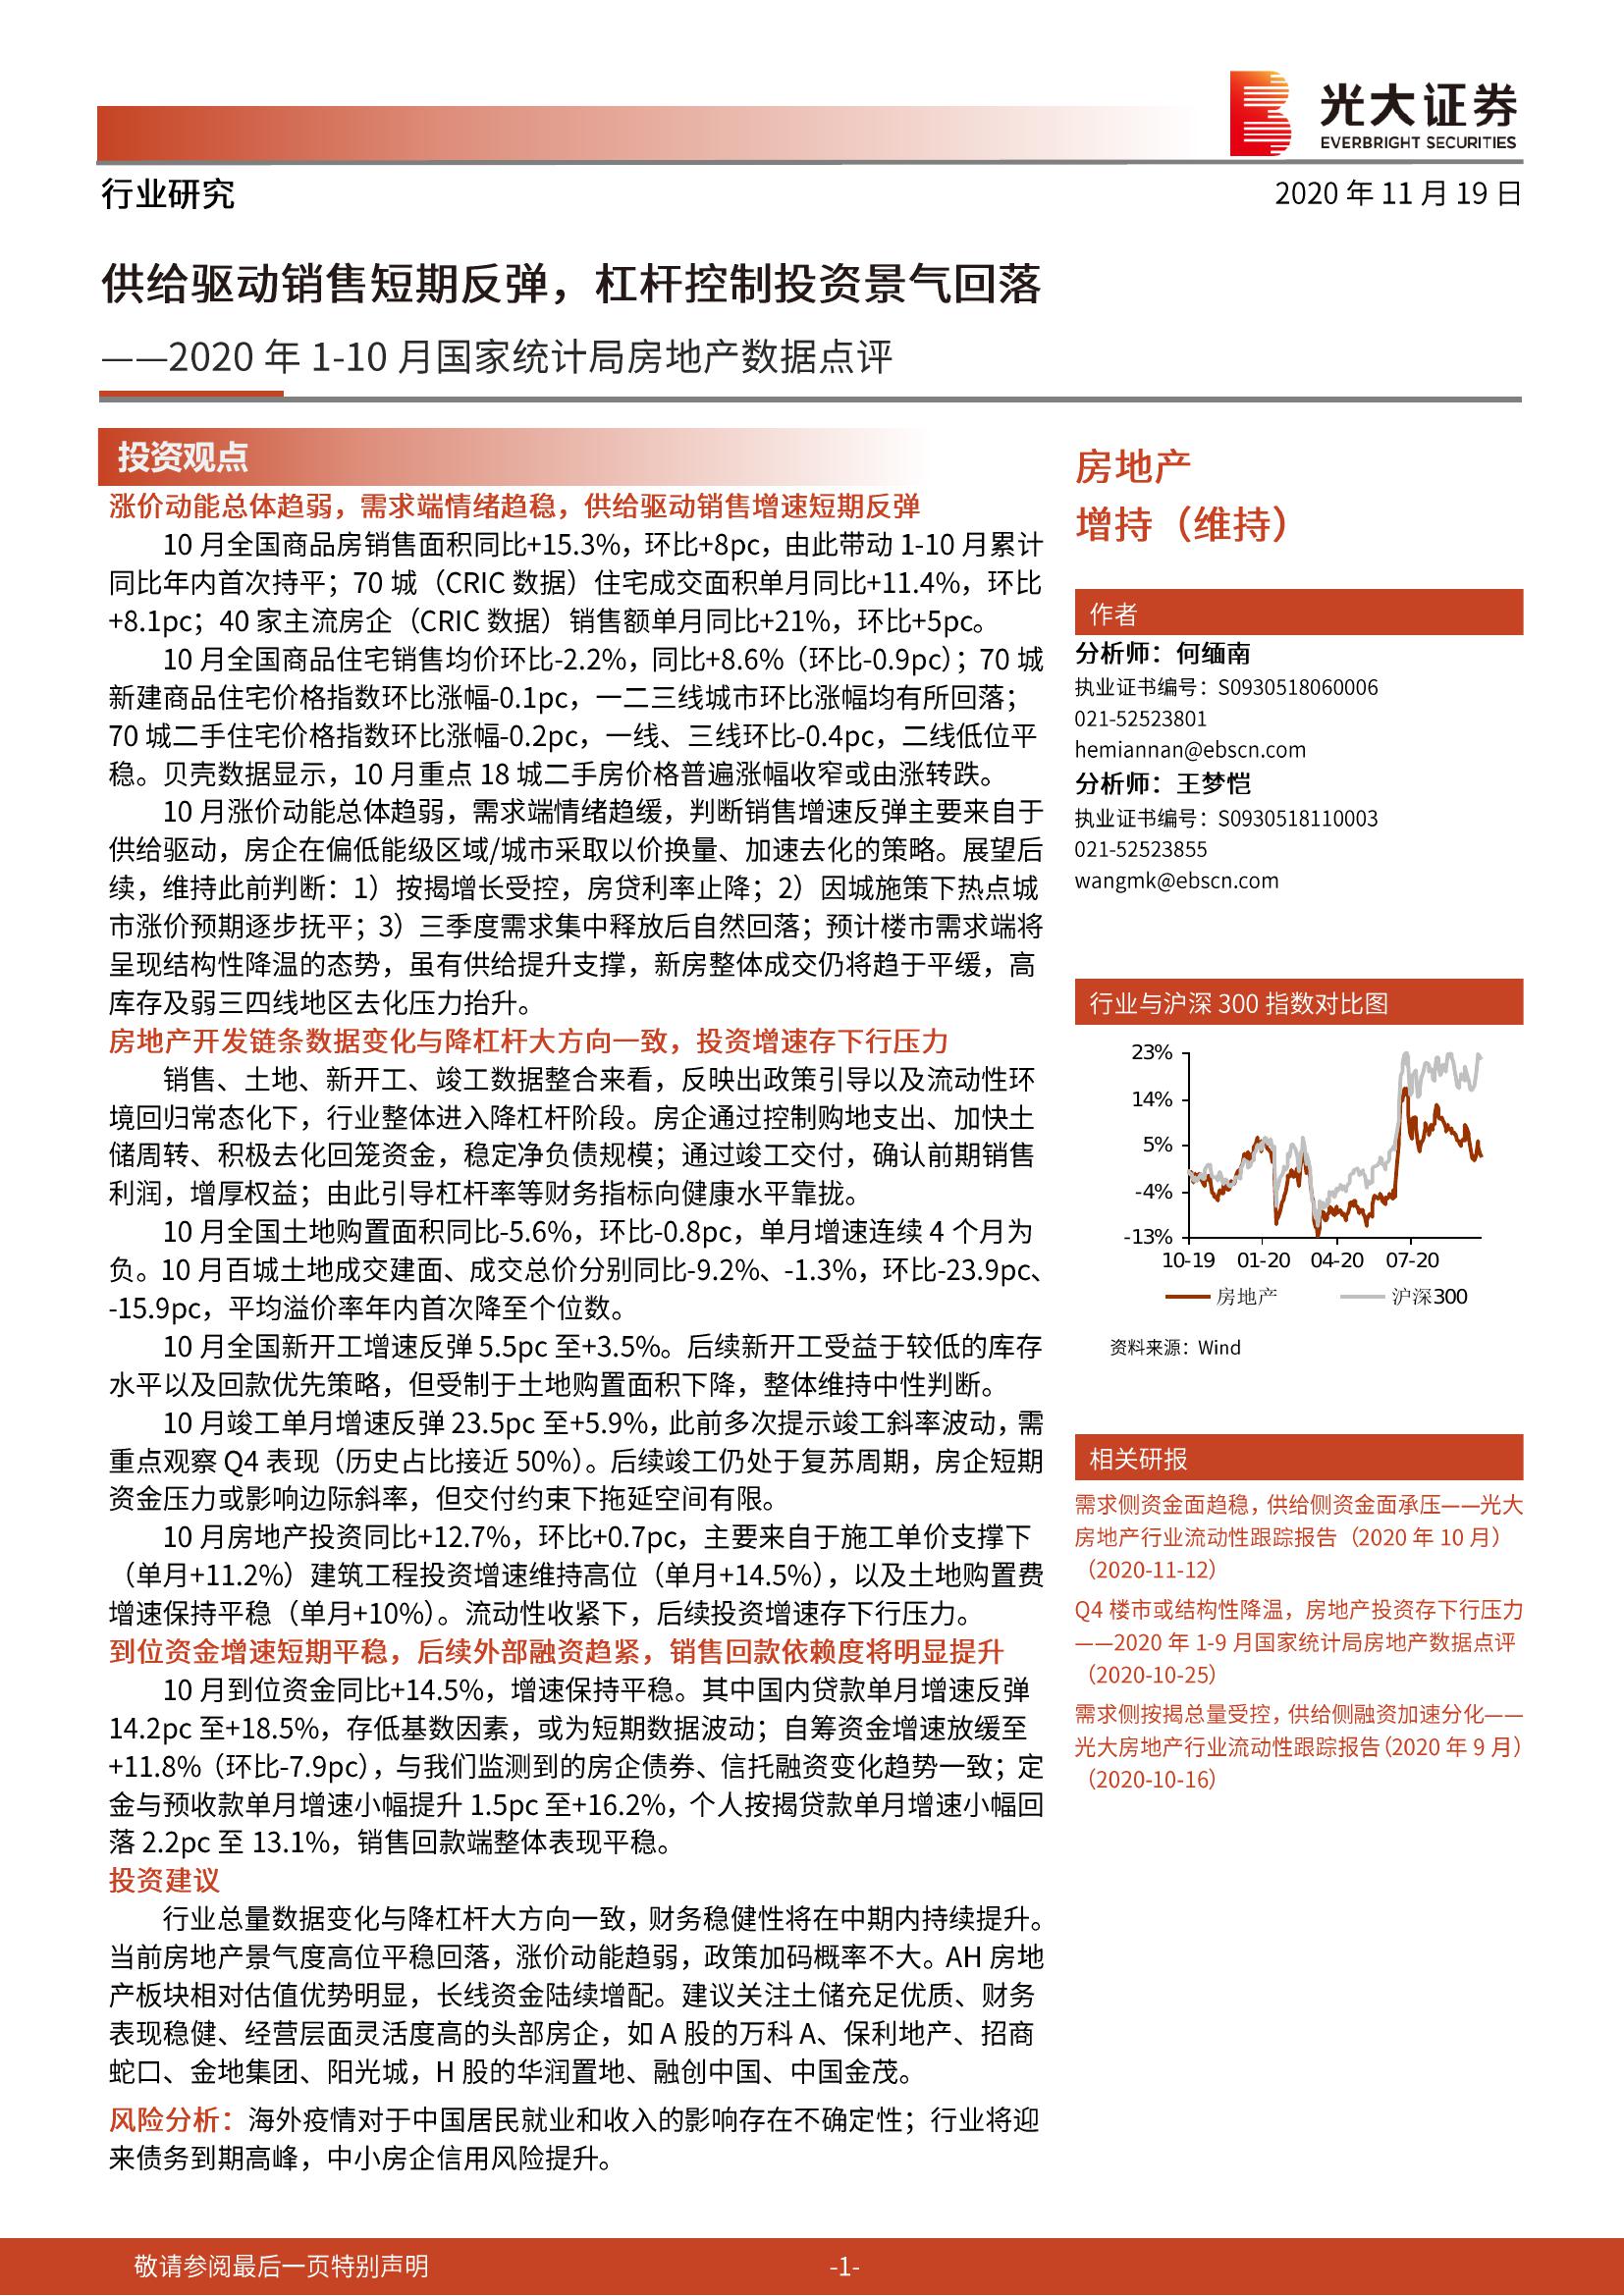 光大证券
EVERBRIGHT SECURITIES
行业研究
2020 年 11 月 19 日
供给驱动销售短期反弹，杠杆控制投资景气回落
——2020 年 1-10 月国家统计局房地产数据点评
投资观点
涨价动能总体趋弱，需求端情绪趋稳，供给驱动销售增速短期反弹
10 月全国商品房销售面积同比+15.3%，环比+8pc，由此带动 1-10 月累计
同比年内首次持平；70 城（CRIC 数据）住宅成交面积单月同比+11.4%，环比
+8.1pc；40 家主流房企（CRIC 数据）销售额单月同比+21%，环比+5pc。
10 月全国商品住宅销售均价环比-2.2%，同比+8.6%（环比-0.9pc）；70 城
新建商品住宅价格指数环比涨幅-0.1pc，一二三线城市环比涨幅均有所回落；
70 城二手住宅价格指数环比涨幅-0.2pc，一线、三线环比-0.4pc，二线低位平
稳。贝壳数据显示，10 月重点 18 城二手房价格普遍涨幅收窄或由涨转跌。
10 月涨价动能总体趋弱，需求端情绪趋缓，判断销售增速反弹主要来自于
供给驱动，房企在偏低能级区域/城市采取以价换量、加速去化的策略。展望后
续，维持此前判断：1）按揭增长受控，房贷利率止降；2）因城施策下热点城
市涨价预期逐步抚平；3）三季度需求集中释放后自然回落；预计楼市需求端将
呈现结构性降温的态势，虽有供给提升支撑，新房整体成交仍将趋于平缓，高
库存及弱三四线地区去化压力抬升。
房地产开发链条数据变化与降杠杆大方向一致，投资增速存下行压力
销售、土地、新开工、竣工数据整合来看，反映出政策引导以及流动性环
境回归常态化下，行业整体进入降杠杆阶段。房企通过控制购地支出、加快土
储周转、积极去化回笼资金，稳定净负债规模；通过竣工交付，确认前期销售
利润，增厚权益；由此引导杠杆率等财务指标向健康水平靠拢。
10 月全国土地购置面积同比-5.6%，环比-0.8pc，单月增速连续 4 个月为
负。10 月百城土地成交建面、成交总价分别同比-9.2%、-1.3%，环比-23.9pc、
-15.9pc，平均溢价率年内首次降至个位数。
10 月全国新开工增速反弹 5.5pc 至+3.5%。后续新开工受益于较低的库存
水平以及回款优先策略，但受制于土地购置面积下降，整体维持中性判断。
10 月竣工单月增速反弹 23.5pc 至+5.9%，此前多次提示竣工斜率波动，需
重点观察 Q4 表现（历史占比接近 50%）。后续竣工仍处于复苏周期，房企短期
资金压力或影响边际斜率，但交付约束下拖延空间有限。
10 月房地产投资同比+12.7%，环比+0.7pc，主要来自于施工单价支撑下
（单月+11.2%）建筑工程投资增速维持高位（单月+14.5%），以及土地购置费
增速保持平稳（单月+10%）。流动性收紧下，后续投资增速存下行压力。
到位资金增速短期平稳，后续外部融资趋紧，销售回款依赖度将明显提升
10 月到位资金同比+14.5%，增速保持平稳。其中国内贷款单月增速反弹
14.2pc 至+18.5%，存低基数因素，或为短期数据波动；自筹资金增速放缓至
+11.8%（环比-7.9pc），与我们监测到的房企债券、信托融资变化趋势一致；定
金与预收款单月增速小幅提升 1.5pc 至+16.2%，个人按揭贷款单月增速小幅回
落 2.2pc 至 13.1%，销售回款端整体表现平稳。
投资建议
行业总量数据变化与降杠杆大方向一致，财务稳健性将在中期内持续提升。
当前房地产景气度高位平稳回落，涨价动能趋弱，政策加码概率不大。AH 房地
产板块相对估值优势明显，长线资金陆续增配。建议关注土储充足优质、财务
表现稳健、经营层面灵活度高的头部房企，如 A 股的万科 A、保利地产、招商
蛇口、金地集团、阳光城，H 股的华润置地、融创中国、中国金茂。
风险分析：海外疫情对于中国居民就业和收入的影响存在不确定性；行业将迎
来债务到期高峰，中小房企信用风险提升。
房地产
增持（维持）
作者
分析师：何缅南
执业证书编号：S0930518060006
021-52523801
hemiannan@ebscn.com
分析师：王梦恺
执业证书编号：S0930518110003
021-52523855
wangmk@ebscn.com
行业与沪深 300 指数对比图
23%
14%
5%
-4%
-13%
10-19 01-20 04-20 07-20
房地产 沪深300
资料来源：Wind
相关研报
需求侧资金面趋稳，供给侧资金面承压——光大
房地产行业流动性跟踪报告（2020 年 10 月）
（2020-11-12）
Q4 楼市或结构性降温，房地产投资存下行压力
——2020 年 1-9 月国家统计局房地产数据点评
（2020-10-25）
需求侧按揭总量受控，供给侧融资加速分化——
光大房地产行业流动性跟踪报告（2020 年 9 月）
（2020-10-16）
敬请参阅最后一页特别声明
-1-